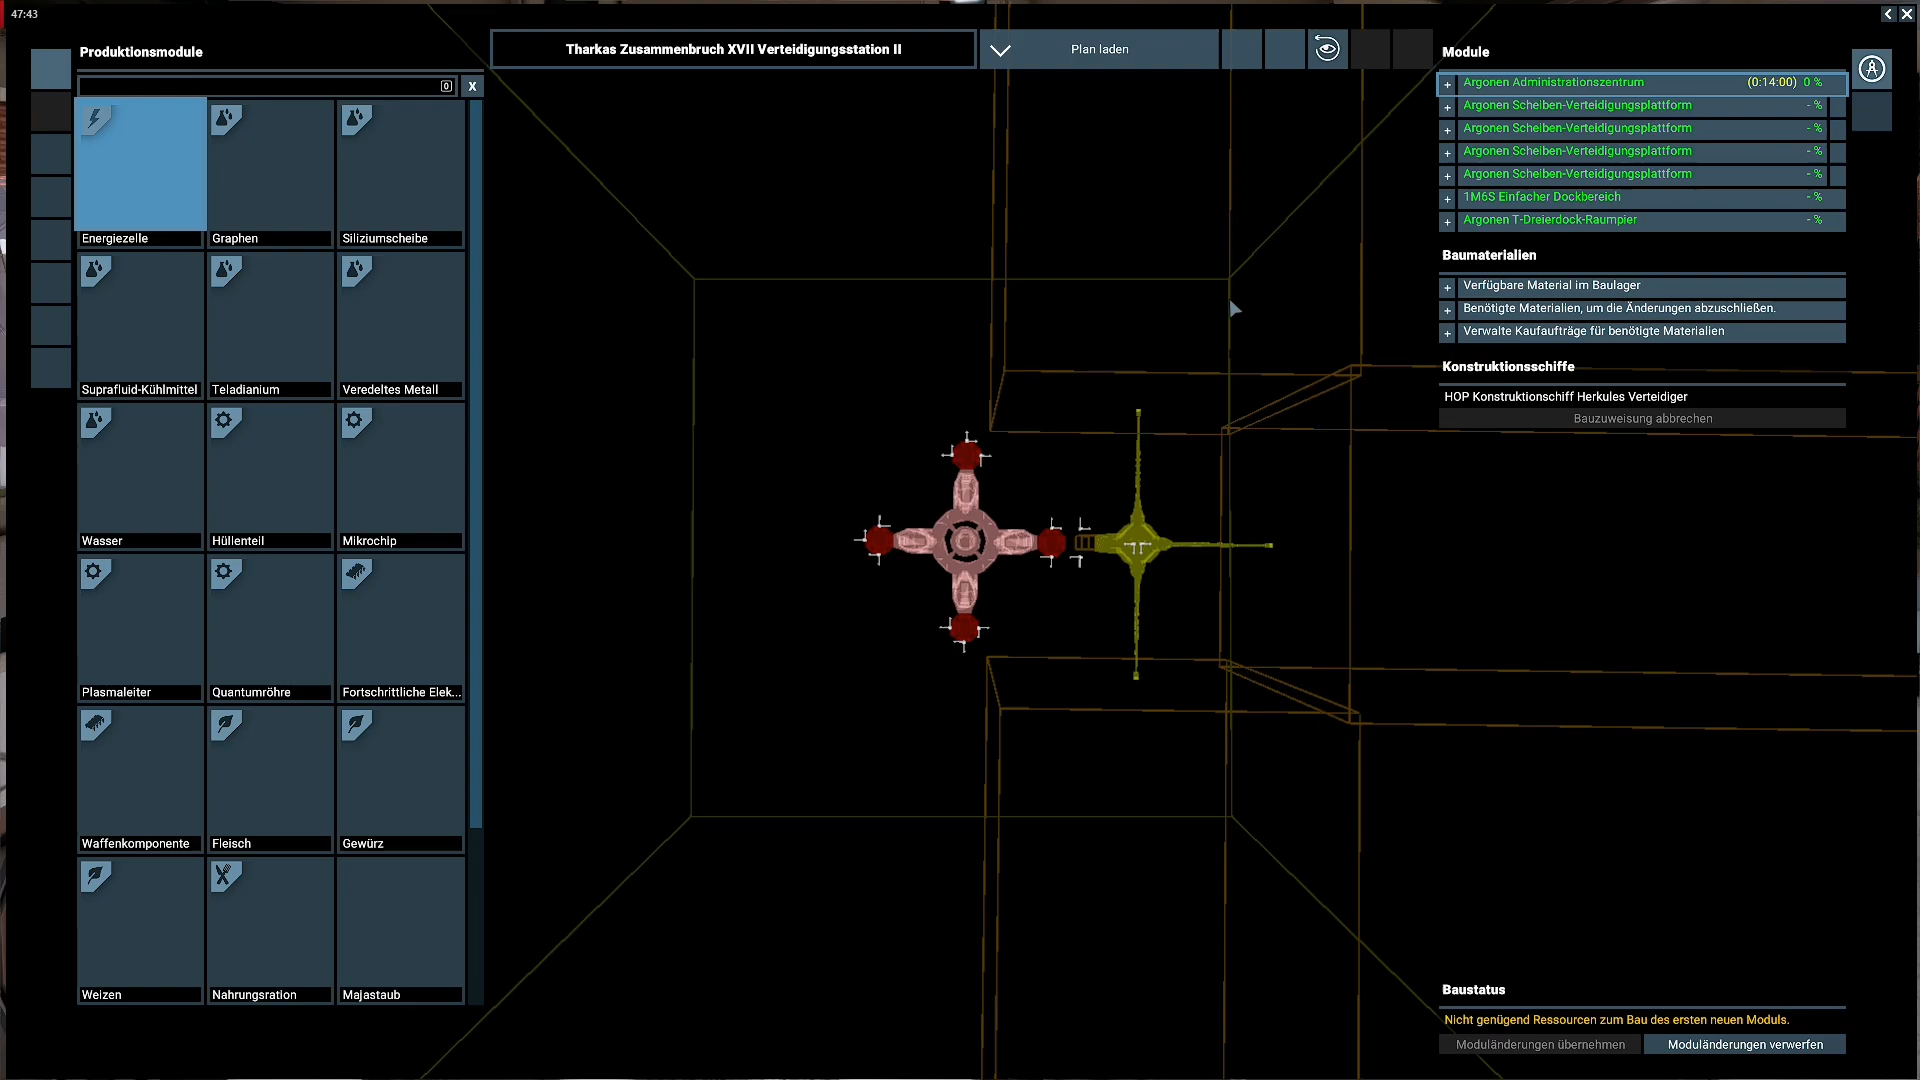 47:43
Produktionsmodule
0
X
Energiezelle
Graphen
Siliziumscheibe
Suprafluid-Kühlmittel
Teladianium
Veredeltes Metall
Wasser
Hüllenteil
Mikrochip
Plasmaleiter
Quantumröhre
Fortschrittliche Elek...
Waffenkomponente
Fleisch
Gewürz
Weizen
Nahrungsration
Majastaub
Tharkas Zusammenbruch XVII Verteidigungsstation II
Plan laden
Module
+ Argonen Administrationszentrum (0:14:00) 0 %
+ Argonen Scheiben-Verteidigungsplattform - %
+ Argonen Scheiben-Verteidigungsplattform - %
+ Argonen Scheiben-Verteidigungsplattform - %
+ Argonen Scheiben-Verteidigungsplattform - %
+ 1M6S Einfacher Dockbereich - %
+ Argonen T-Dreierdock-Raumpier - %
Baumaterialien
+ Verfügbare Material im Baulager
+ Benötigte Materialien, um die Änderungen abzuschließen.
+ Verwalte Kaufaufträge für benötigte Materialien
Konstruktionsschiffe
HOP Konstruktionschiff Herkules Verteidiger
Bauzuweisung abbrechen
Baustatus
Nicht genügend Ressourcen zum Bau des ersten neuen Moduls.
Moduländerungen übernehmen
Moduländerungen verwerfen